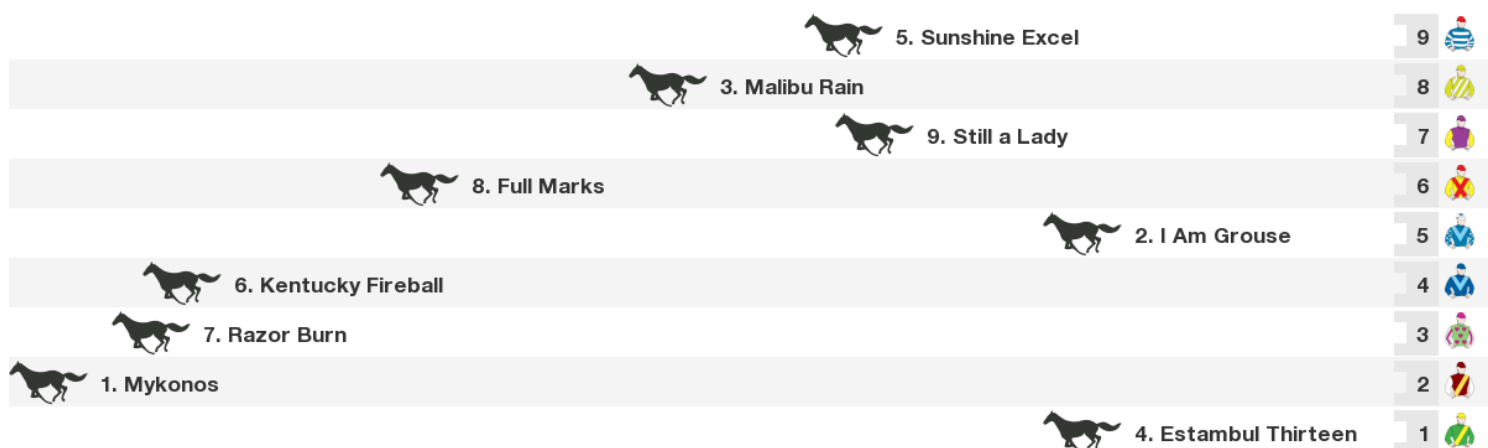 5. Sunshine Excel 9
3. Malibu Rain 8
9. Still a Lady 7
8. Full Marks 6
2. I Am Grouse 5
6. Kentucky Fireball 4
7. Razor Burn 3
1. Mykonos 2
4. Estambul Thirteen 1